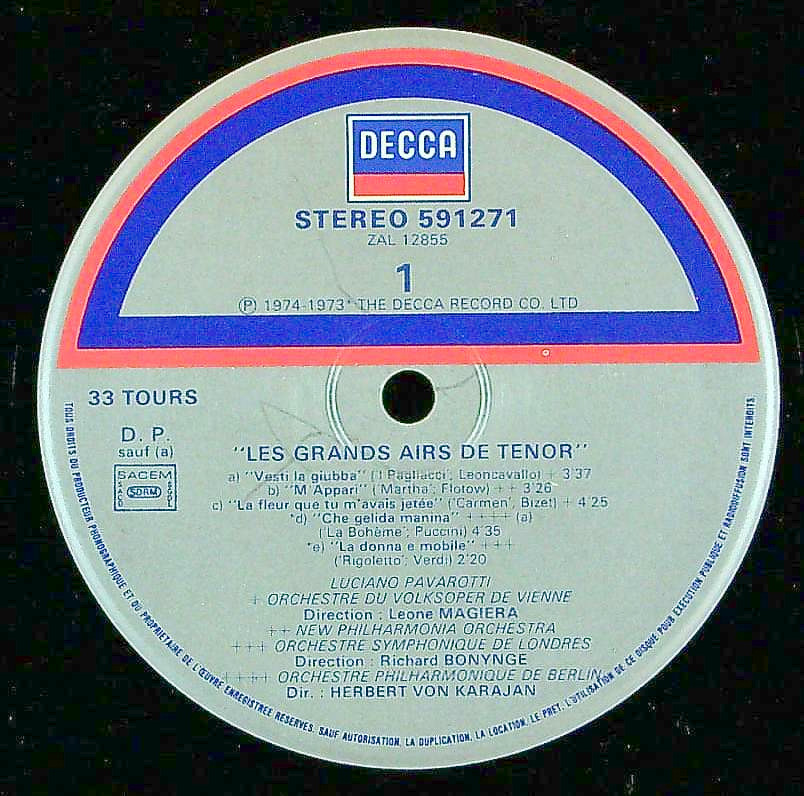 DECCA
STEREO 591271
ZAL 12855
1
Ⓟ 1974-1973* THE DECCA RECORD CO. LTD
33 TOURS
D. P.
sauf (a)
SACEM
SACD
SDRM
SGDL
"LES GRANDS AIRS DE TENOR"
a) "Vesti la giubba" ('I Pagliacci', Leoncavallo) + 3'37
b) "M'Appari" ('Martha', Flotow) ++ 3'26
c) "La fleur que tu m'avais jetée" ('Carmen', Bizet) + 4'25
*d) "Che gelida manina" ++++ (a)
('La Bohème', Puccini) 4'35
*e) "La donna e mobile" +++
('Rigoletto', Verdi) 2'20
LUCIANO PAVAROTTI
+ ORCHESTRE DU VOLKSOPER DE VIENNE
Direction : Leone MAGIERA
++ NEW PHILHARMONIA ORCHESTRA
+++ ORCHESTRE SYMPHONIQUE DE LONDRES
Direction : Richard BONYNGE
++++ ORCHESTRE PHILHARMONIQUE DE BERLIN
Dir. : HERBERT VON KARAJAN
TOUS DROITS DU PRODUCTEUR PHONOGRAPHIQUE ET DU PROPRIETAIRE DE L'ŒUVRE ENREGISTREE RESERVES. SAUF AUTORISATION, LA DUPLICATION, LA LOCATION, LE PRET, L'UTILISATION DE CE DISQUE POUR EXECUTION PUBLIQUE ET RADIODIFFUSION SONT INTERDITS.